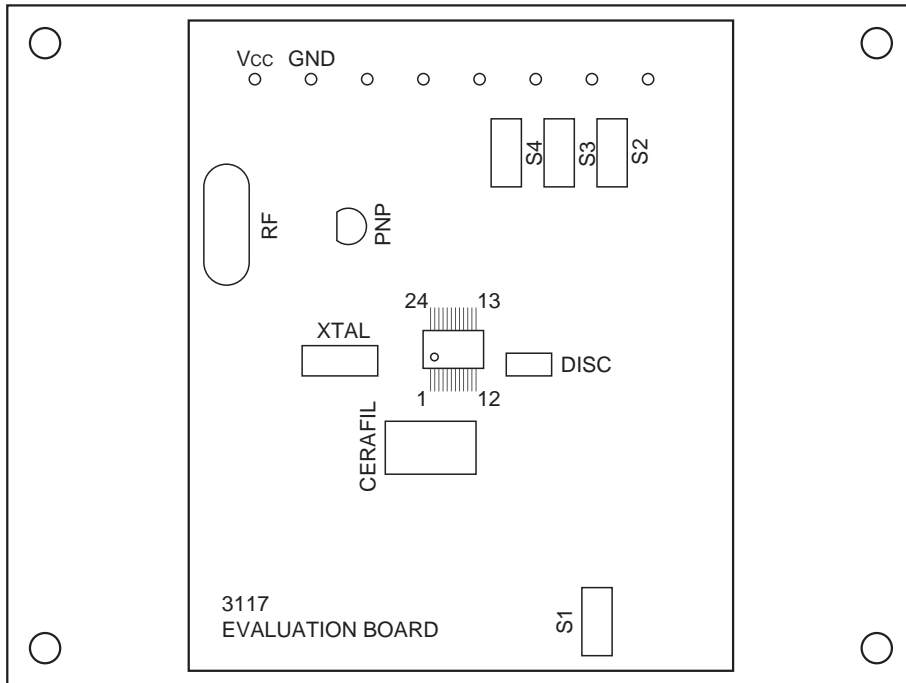 VCC GND
S4
S3
S2
RF
PNP
24 13
XTAL
DISC
1 12
CERAFIL
3117
EVALUATION BOARD
S1